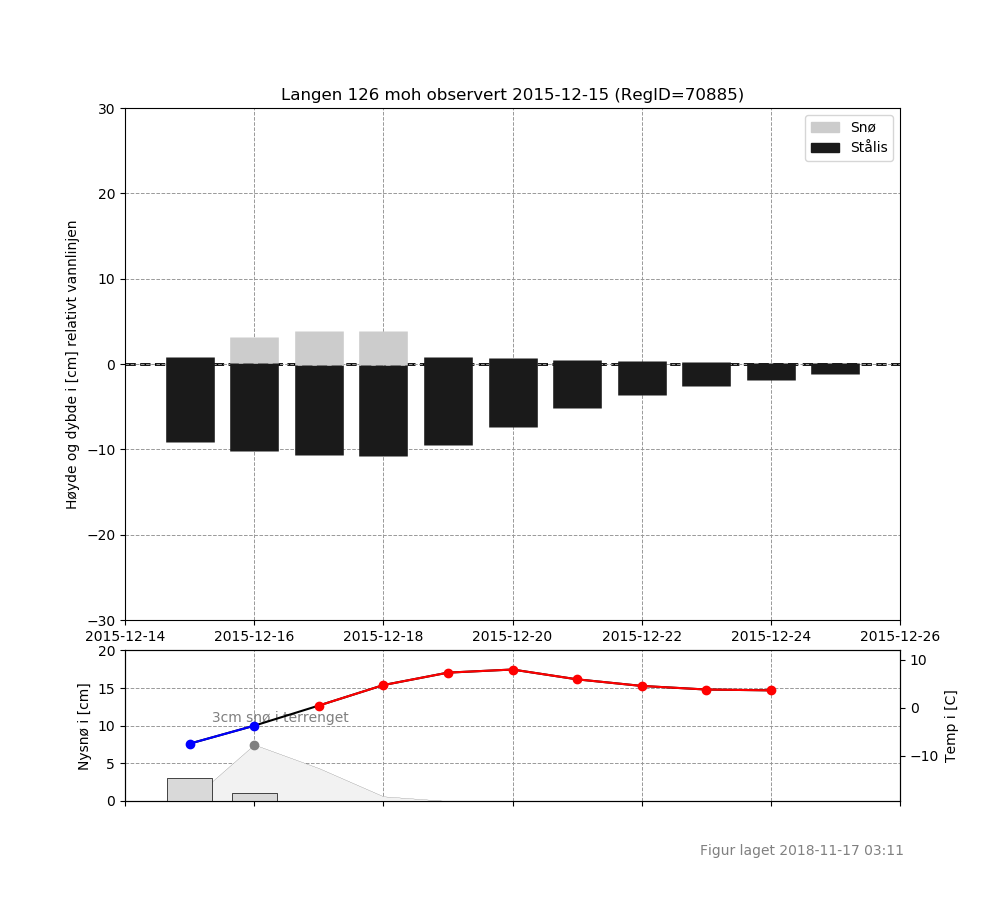 Langen 126 moh observert 2015-12-15 (RegID=70885)
Snø
Stålis
Høyde og dybde i [cm] relativt vannlinjen
30
20
10
0
−10
−20
−30
2015-12-14 2015-12-16 2015-12-18 2015-12-20 2015-12-22 2015-12-24 2015-12-26
Nysnø i [cm]
20
15
10
5
0
3cm snø i terrenget
10
0
−10
Temp i [C]
Figur laget 2018-11-17 03:11